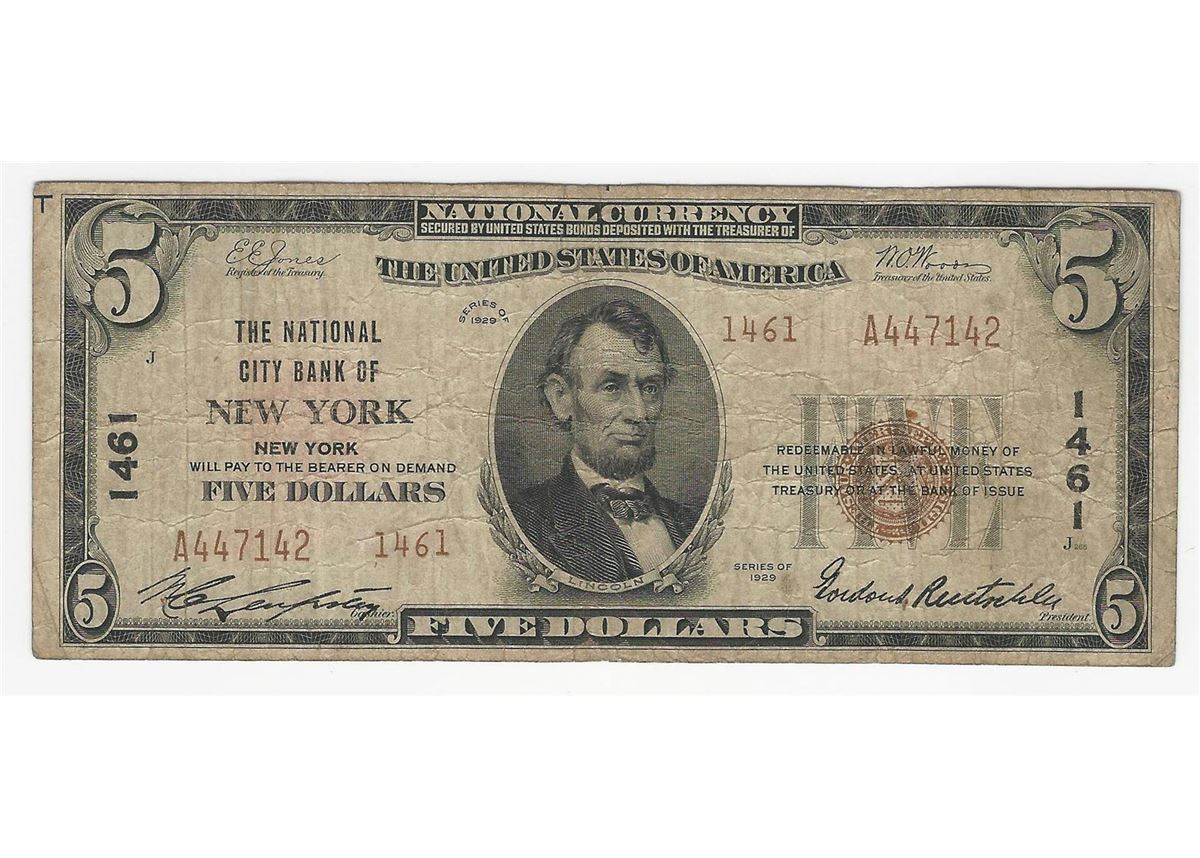 T
NATIONAL CURRENCY
SECURED BY UNITED STATES BONDS DEPOSITED WITH THE TREASURER OF
THE UNITED STATES OF AMERICA
5
5
E E Jones
Register of the Treasury.
W. O. Woods
Treasurer of the United States.
SERIES OF
1929
1461 A447142
THE NATIONAL
CITY BANK OF
NEW YORK
NEW YORK
WILL PAY TO THE BEARER ON DEMAND
FIVE DOLLARS
J
1461
FIVE
REDEEMABLE IN LAWFUL MONEY OF
THE UNITED STATES AT UNITED STATES
TREASURY OR AT THE BANK OF ISSUE
1461
J 268
A447142 1461
LINCOLN
SERIES OF
1929
Cashier.
President.
5
FIVE DOLLARS
5